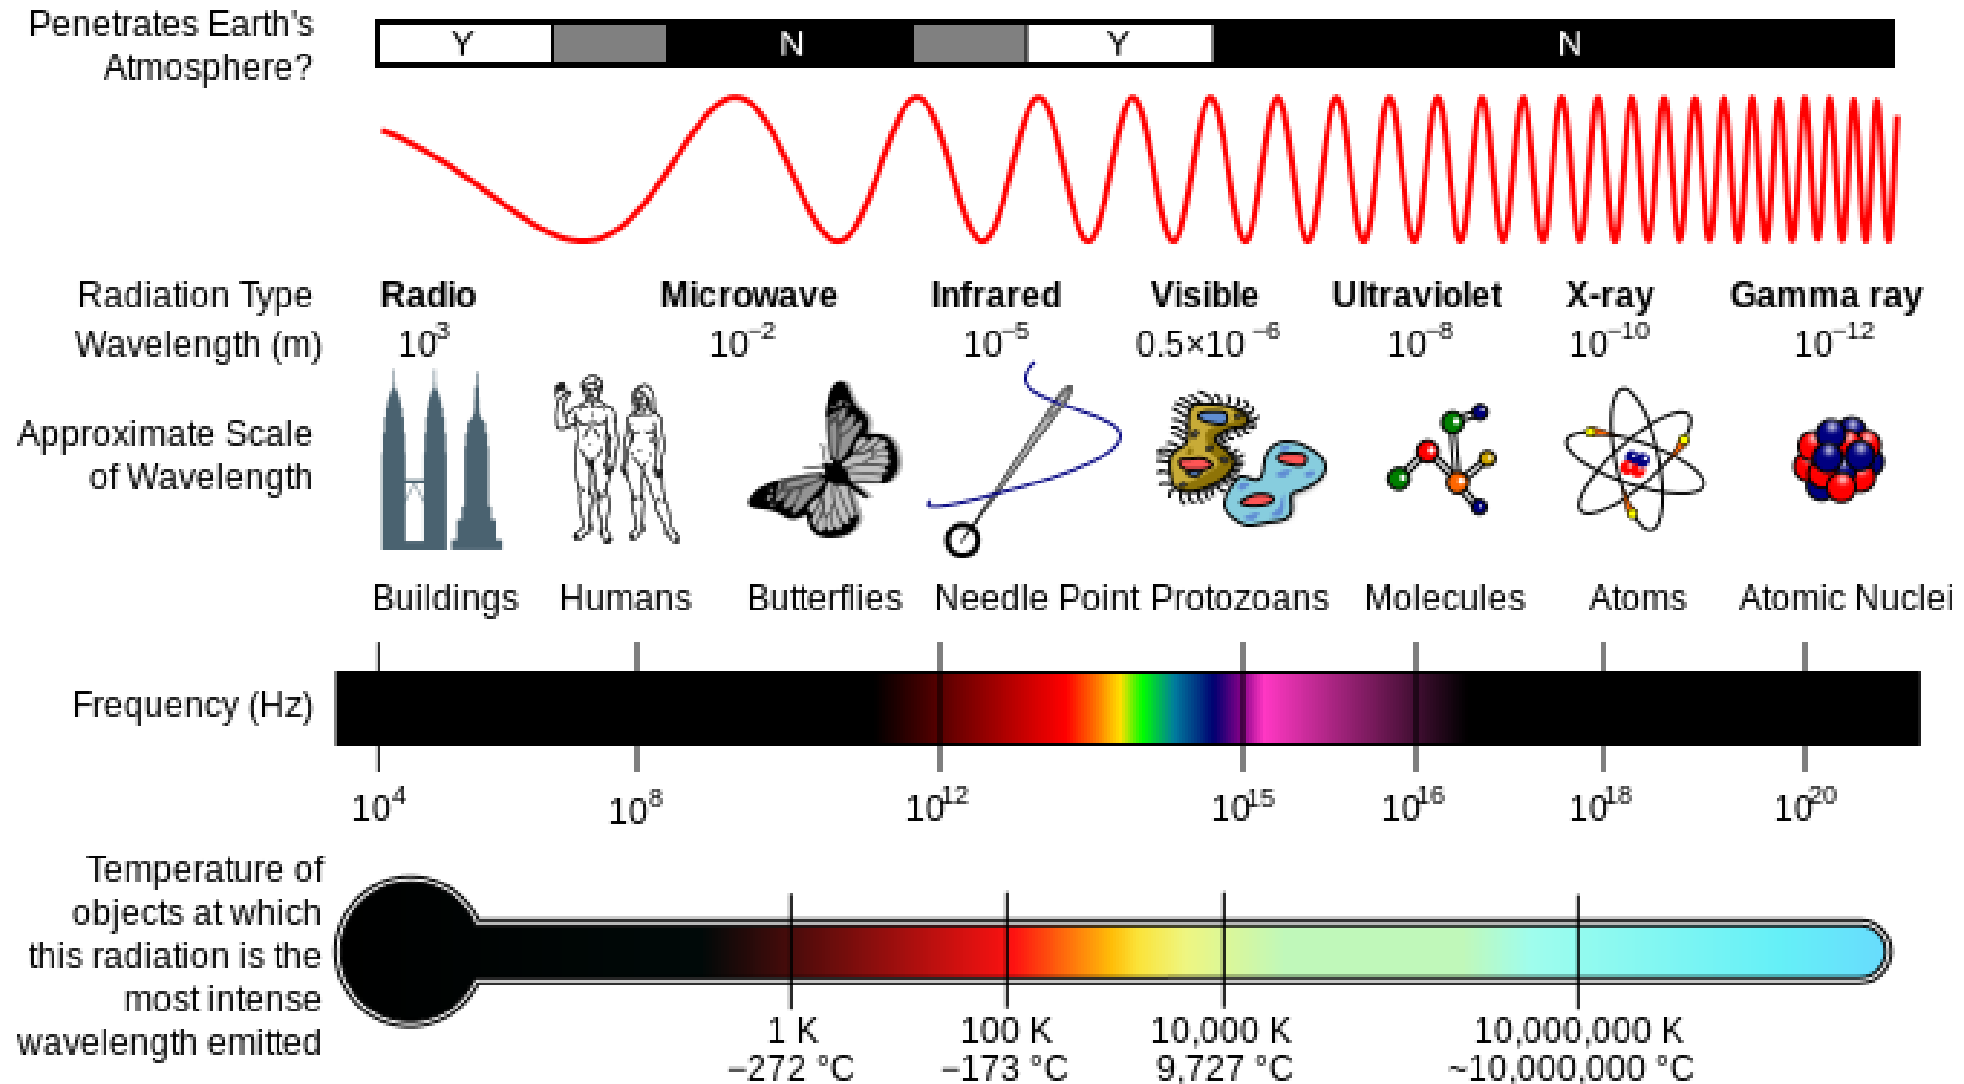 Penetrates Earth's
Atmosphere?
Y N Y N
Radiation Type Radio Microwave Infrared Visible Ultraviolet X-ray Gamma ray
Wavelength (m) 10³ 10⁻² 10⁻⁵ 0.5×10⁻⁶ 10⁻⁸ 10⁻¹⁰ 10⁻¹²
Approximate Scale
of Wavelength
Buildings Humans Butterflies Needle Point Protozoans Molecules Atoms Atomic Nuclei
Frequency (Hz)
10⁴ 10⁸ 10¹² 10¹⁵ 10¹⁶ 10¹⁸ 10²⁰
Temperature of
objects at which
this radiation is the
most intense
wavelength emitted
1 K 100 K 10,000 K 10,000,000 K
−272 °C −173 °C 9,727 °C ~10,000,000 °C